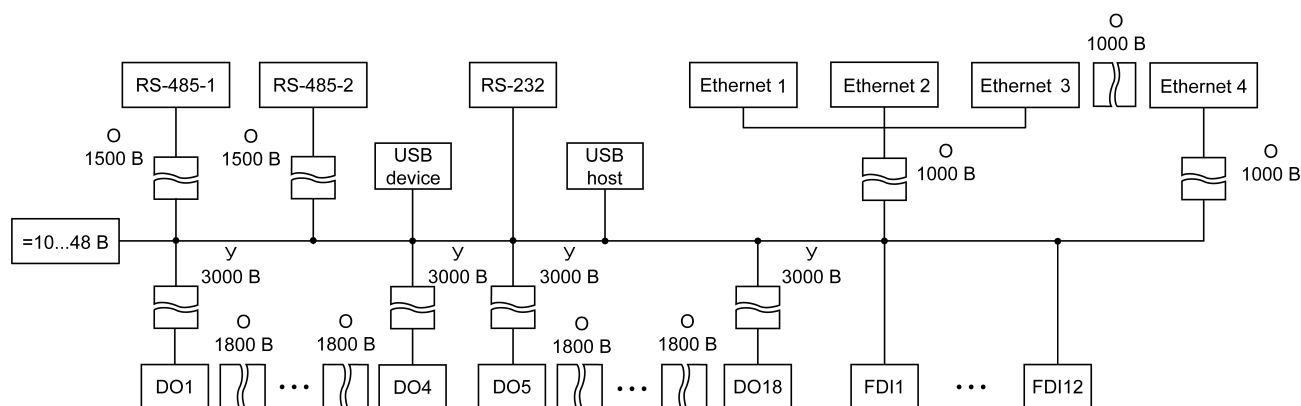 О
1000 В
RS-485-1
RS-485-2
RS-232
Ethernet 1
Ethernet 2
Ethernet 3
Ethernet 4
О
1500 В
О
1500 В
USB
device
USB
host
О
1000 В
О
1000 В
=10...48 В
У
3000 В
У
3000 В
У
3000 В
У
3000 В
О
1800 В
О
1800 В
О
1800 В
О
1800 В
DO1
...
DO4
DO5
...
DO18
FDI1
...
FDI12